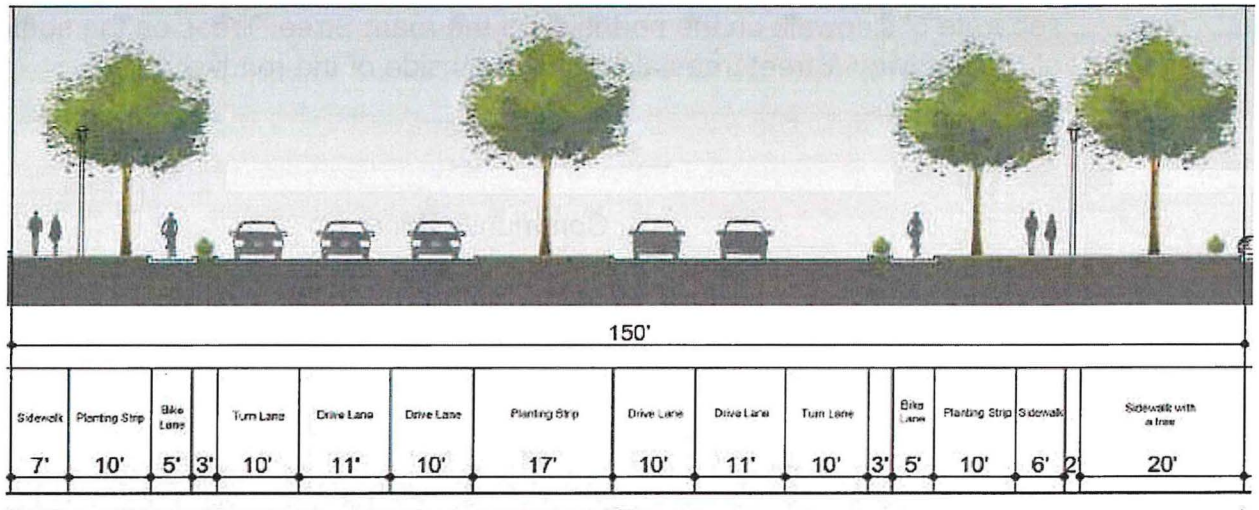 150'
Sidewalk
Planting Strip
Bike
Lane
Turn Lane
Drive Lane
Drive Lane
Planting Strip
Drive Lane
Drive Lane
Turn Lane
Bike
Lane
Planting Strip
Sidewalk
Sidewalk with
a tree
7' 10' 5' 3' 10' 11' 10' 17' 10' 11' 10' 3' 5' 10' 6' 2' 20'